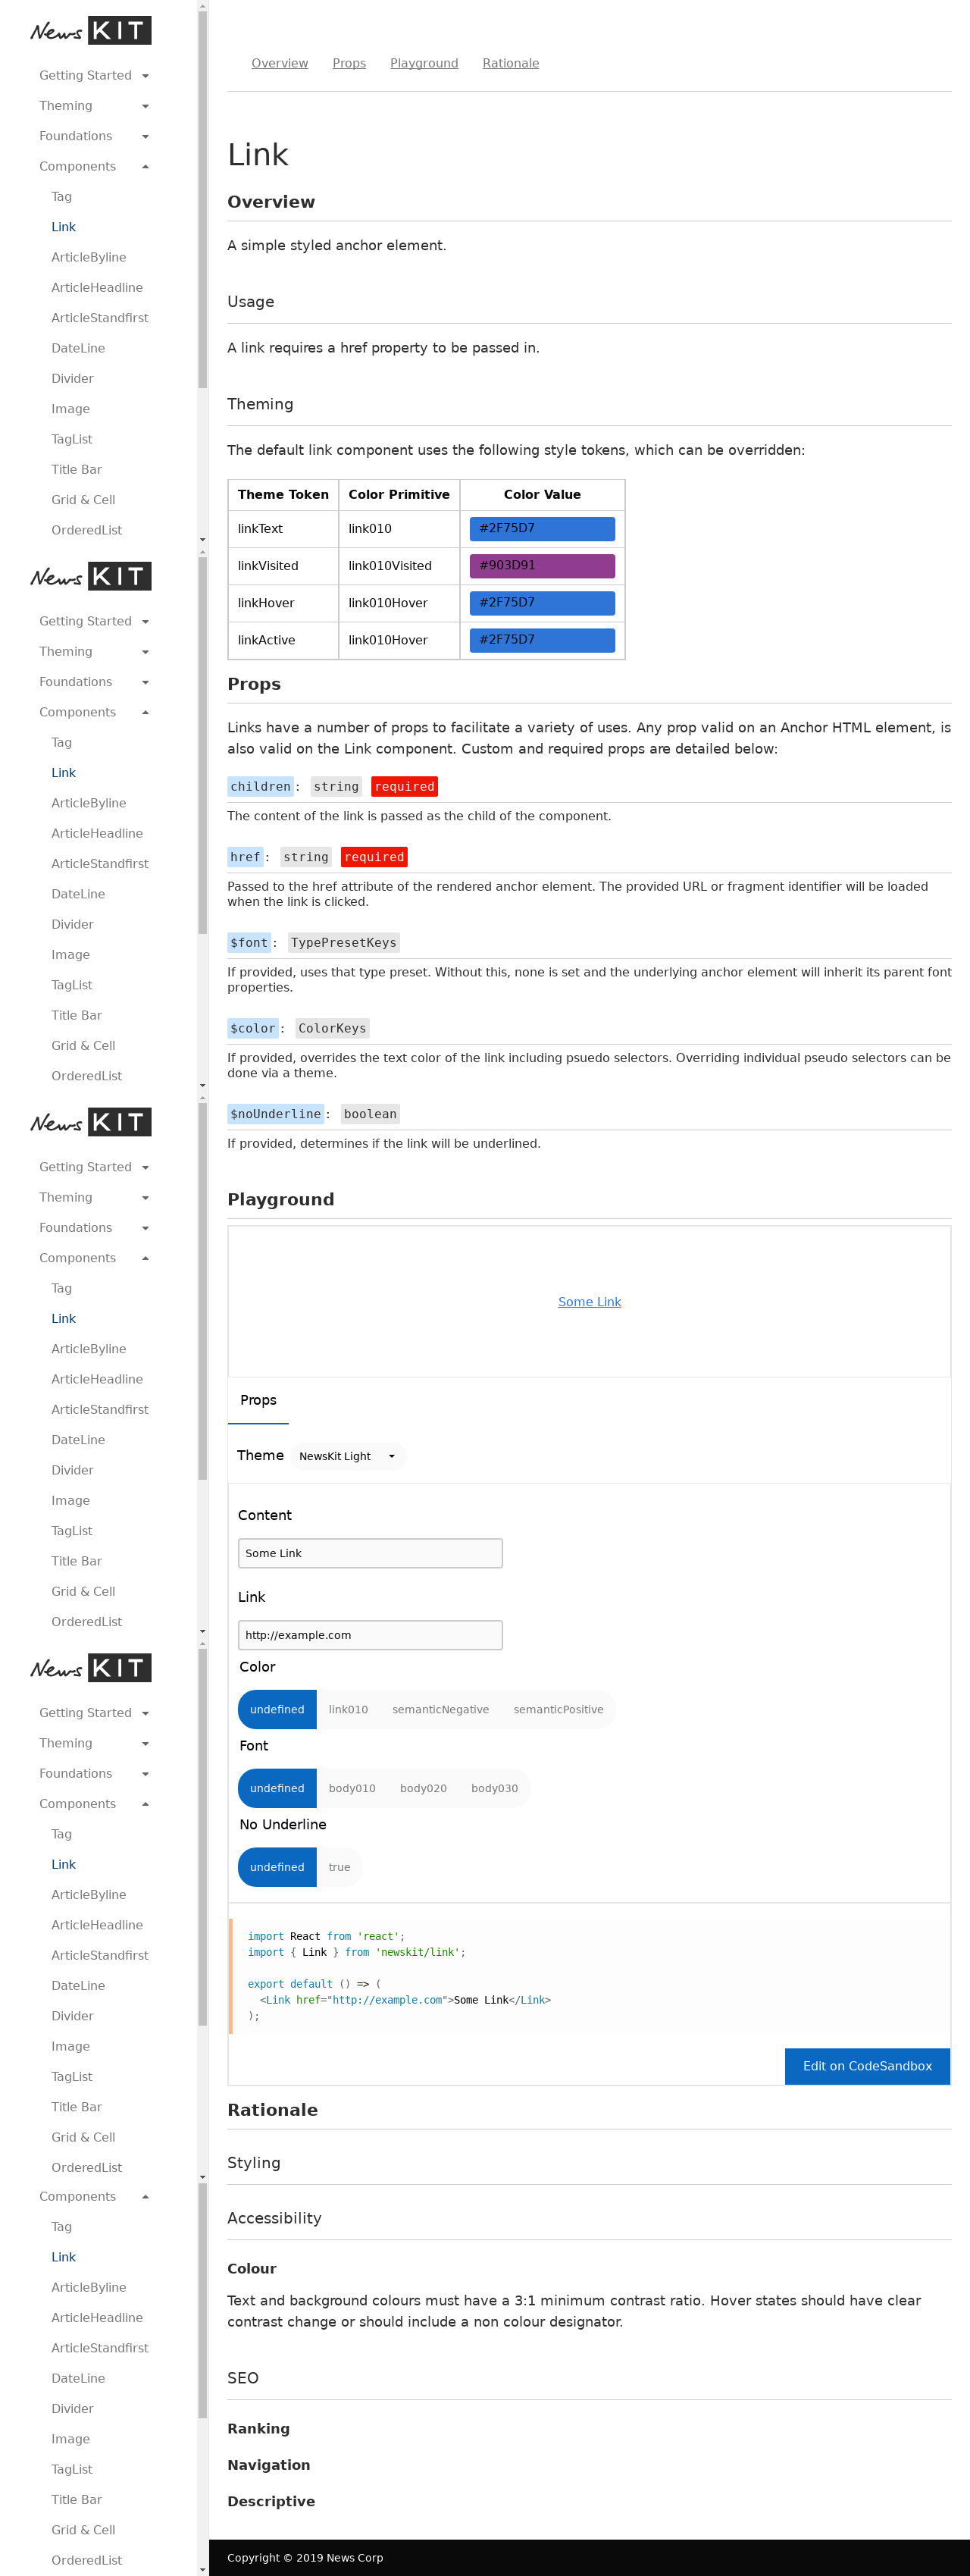 News KIT
Getting Started
Theming
Foundations
Components
Tag
Link
ArticleByline
ArticleHeadline
ArticleStandfirst
DateLine
Divider
Image
TagList
Title Bar
Grid & Cell
OrderedList
News KIT
Getting Started
Theming
Foundations
Components
Tag
Link
ArticleByline
ArticleHeadline
ArticleStandfirst
DateLine
Divider
Image
TagList
Title Bar
Grid & Cell
OrderedList
News KIT
Getting Started
Theming
Foundations
Components
Tag
Link
ArticleByline
ArticleHeadline
ArticleStandfirst
DateLine
Divider
Image
TagList
Title Bar
Grid & Cell
OrderedList
News KIT
Getting Started
Theming
Foundations
Components
Tag
Link
ArticleByline
ArticleHeadline
ArticleStandfirst
DateLine
Divider
Image
TagList
Title Bar
Grid & Cell
OrderedList
Components
Tag
Link
ArticleByline
ArticleHeadline
ArticleStandfirst
DateLine
Divider
Image
TagList
Title Bar
Grid & Cell
OrderedList
Overview Props Playground Rationale
Link
Overview
A simple styled anchor element.
Usage
A link requires a href property to be passed in.
Theming
The default link component uses the following style tokens, which can be overridden:
Theme Token Color Primitive Color Value
linkText link010 #2F75D7
linkVisited link010Visited #903D91
linkHover link010Hover #2F75D7
linkActive link010Hover #2F75D7
Props
Links have a number of props to facilitate a variety of uses. Any prop valid on an Anchor HTML element, is
also valid on the Link component. Custom and required props are detailed below:
children: string required
The content of the link is passed as the child of the component.
href: string required
Passed to the href attribute of the rendered anchor element. The provided URL or fragment identifier will be loaded
when the link is clicked.
$font: TypePresetKeys
If provided, uses that type preset. Without this, none is set and the underlying anchor element will inherit its parent font
properties.
$color: ColorKeys
If provided, overrides the text color of the link including psuedo selectors. Overriding individual pseudo selectors can be
done via a theme.
$noUnderline: boolean
If provided, determines if the link will be underlined.
Playground
Some Link
Props
Theme NewsKit Light
Content
Some Link
Link
http://example.com
Color
undefined link010 semanticNegative semanticPositive
Font
undefined body010 body020 body030
No Underline
undefined true
import React from 'react';
import { Link } from 'newskit/link';
export default () => (
<Link href="http://example.com">Some Link</Link>
);
Edit on CodeSandbox
Rationale
Styling
Accessibility
Colour
Text and background colours must have a 3:1 minimum contrast ratio. Hover states should have clear
contrast change or should include a non colour designator.
SEO
Ranking
Navigation
Descriptive
Copyright © 2019 News Corp